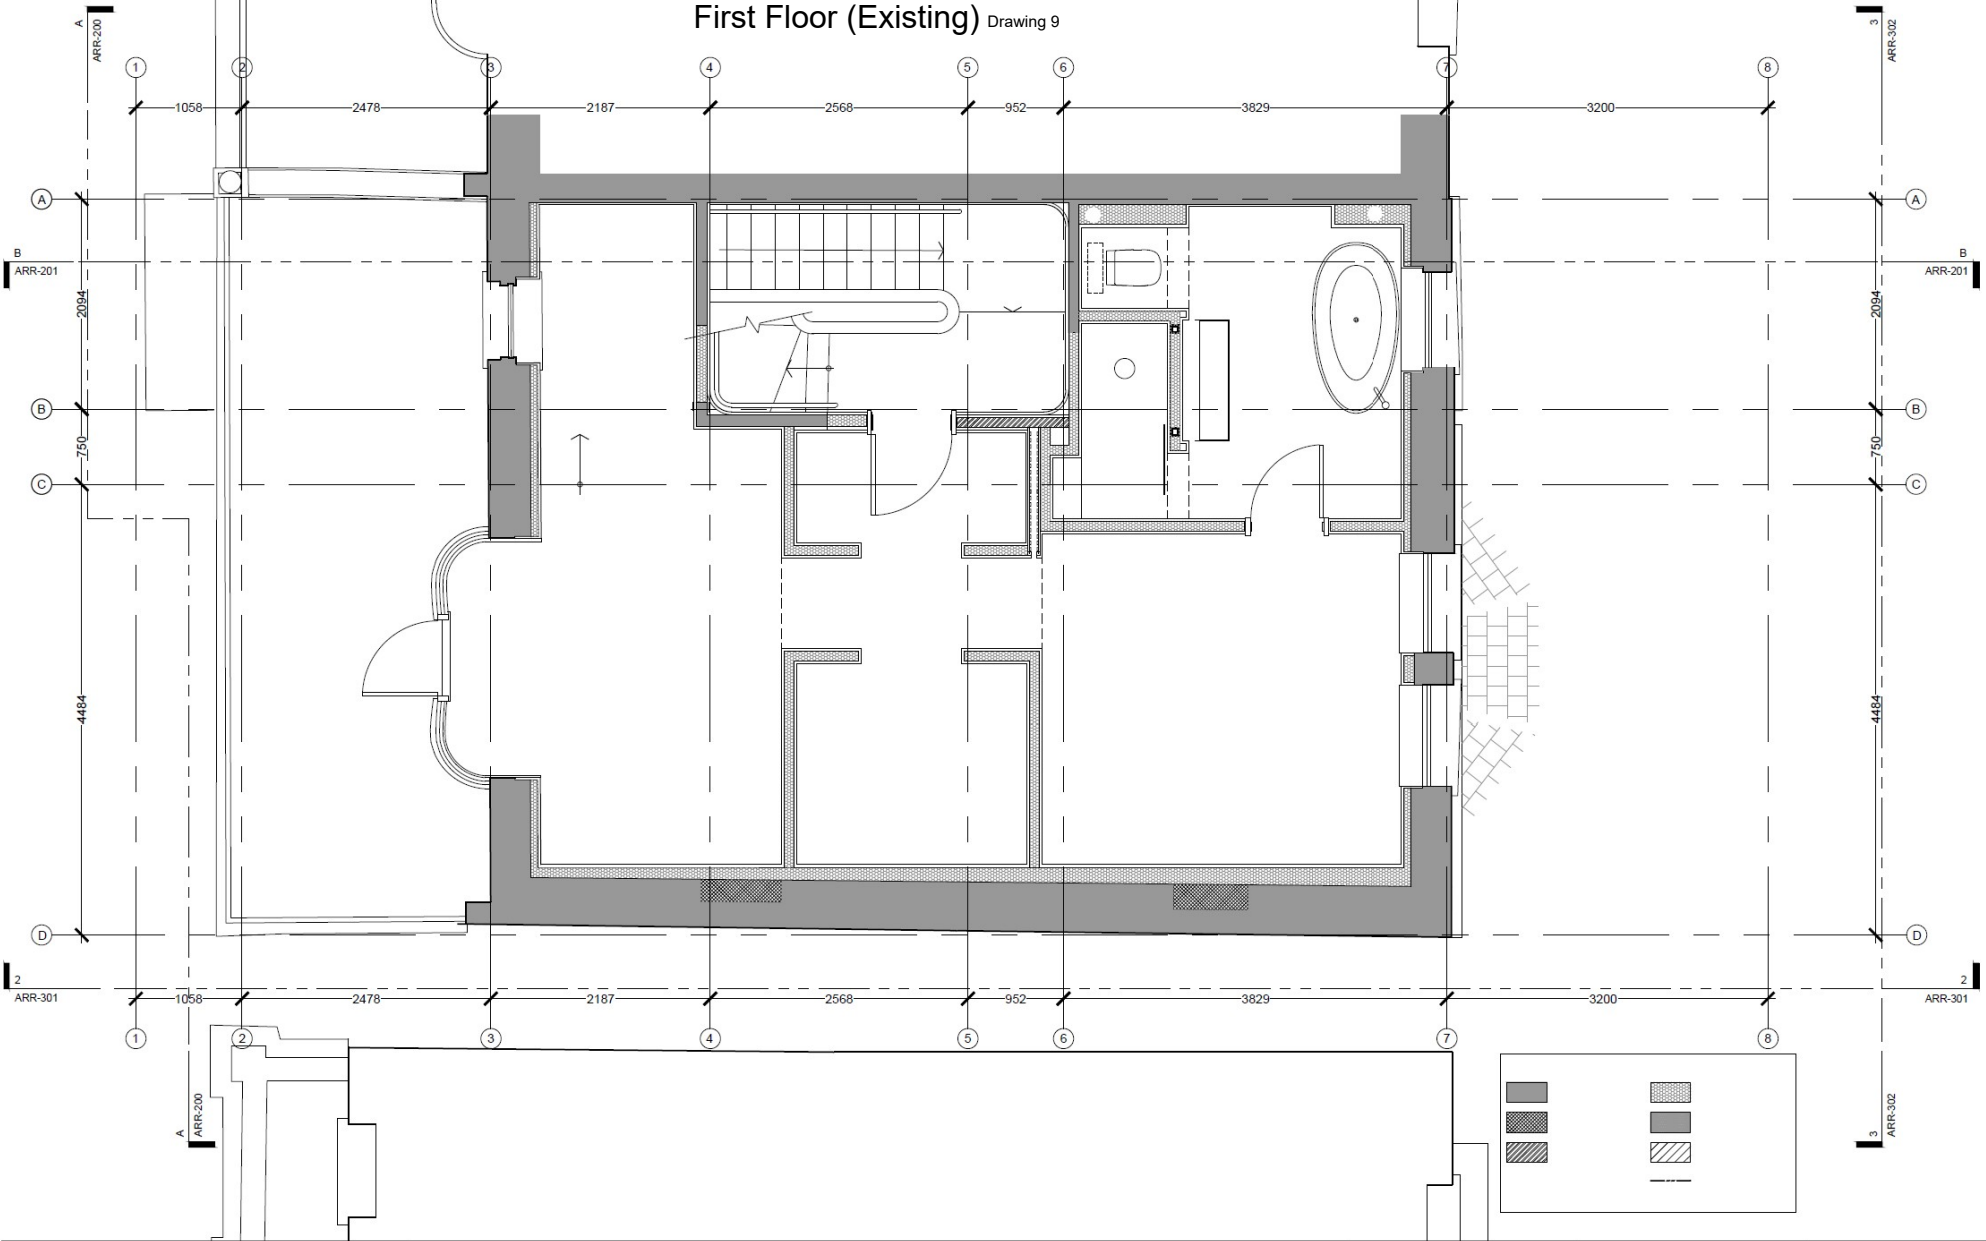 First Floor (Existing) Drawing 9
A
ARR-200
3
ARR-302
1 2 3 4 5 6 7 8
1058 2478 2187 2568 952 3829 3200
A A
B B
ARR-201 ARR-201
2094 2094
B B
750 750
C C
4484 4484
D D
2 2
ARR-301 ARR-301
1058 2478 2187 2568 952 3829 3200
1 2 3 4 5 6 7 8
A
ARR-200
3
ARR-302